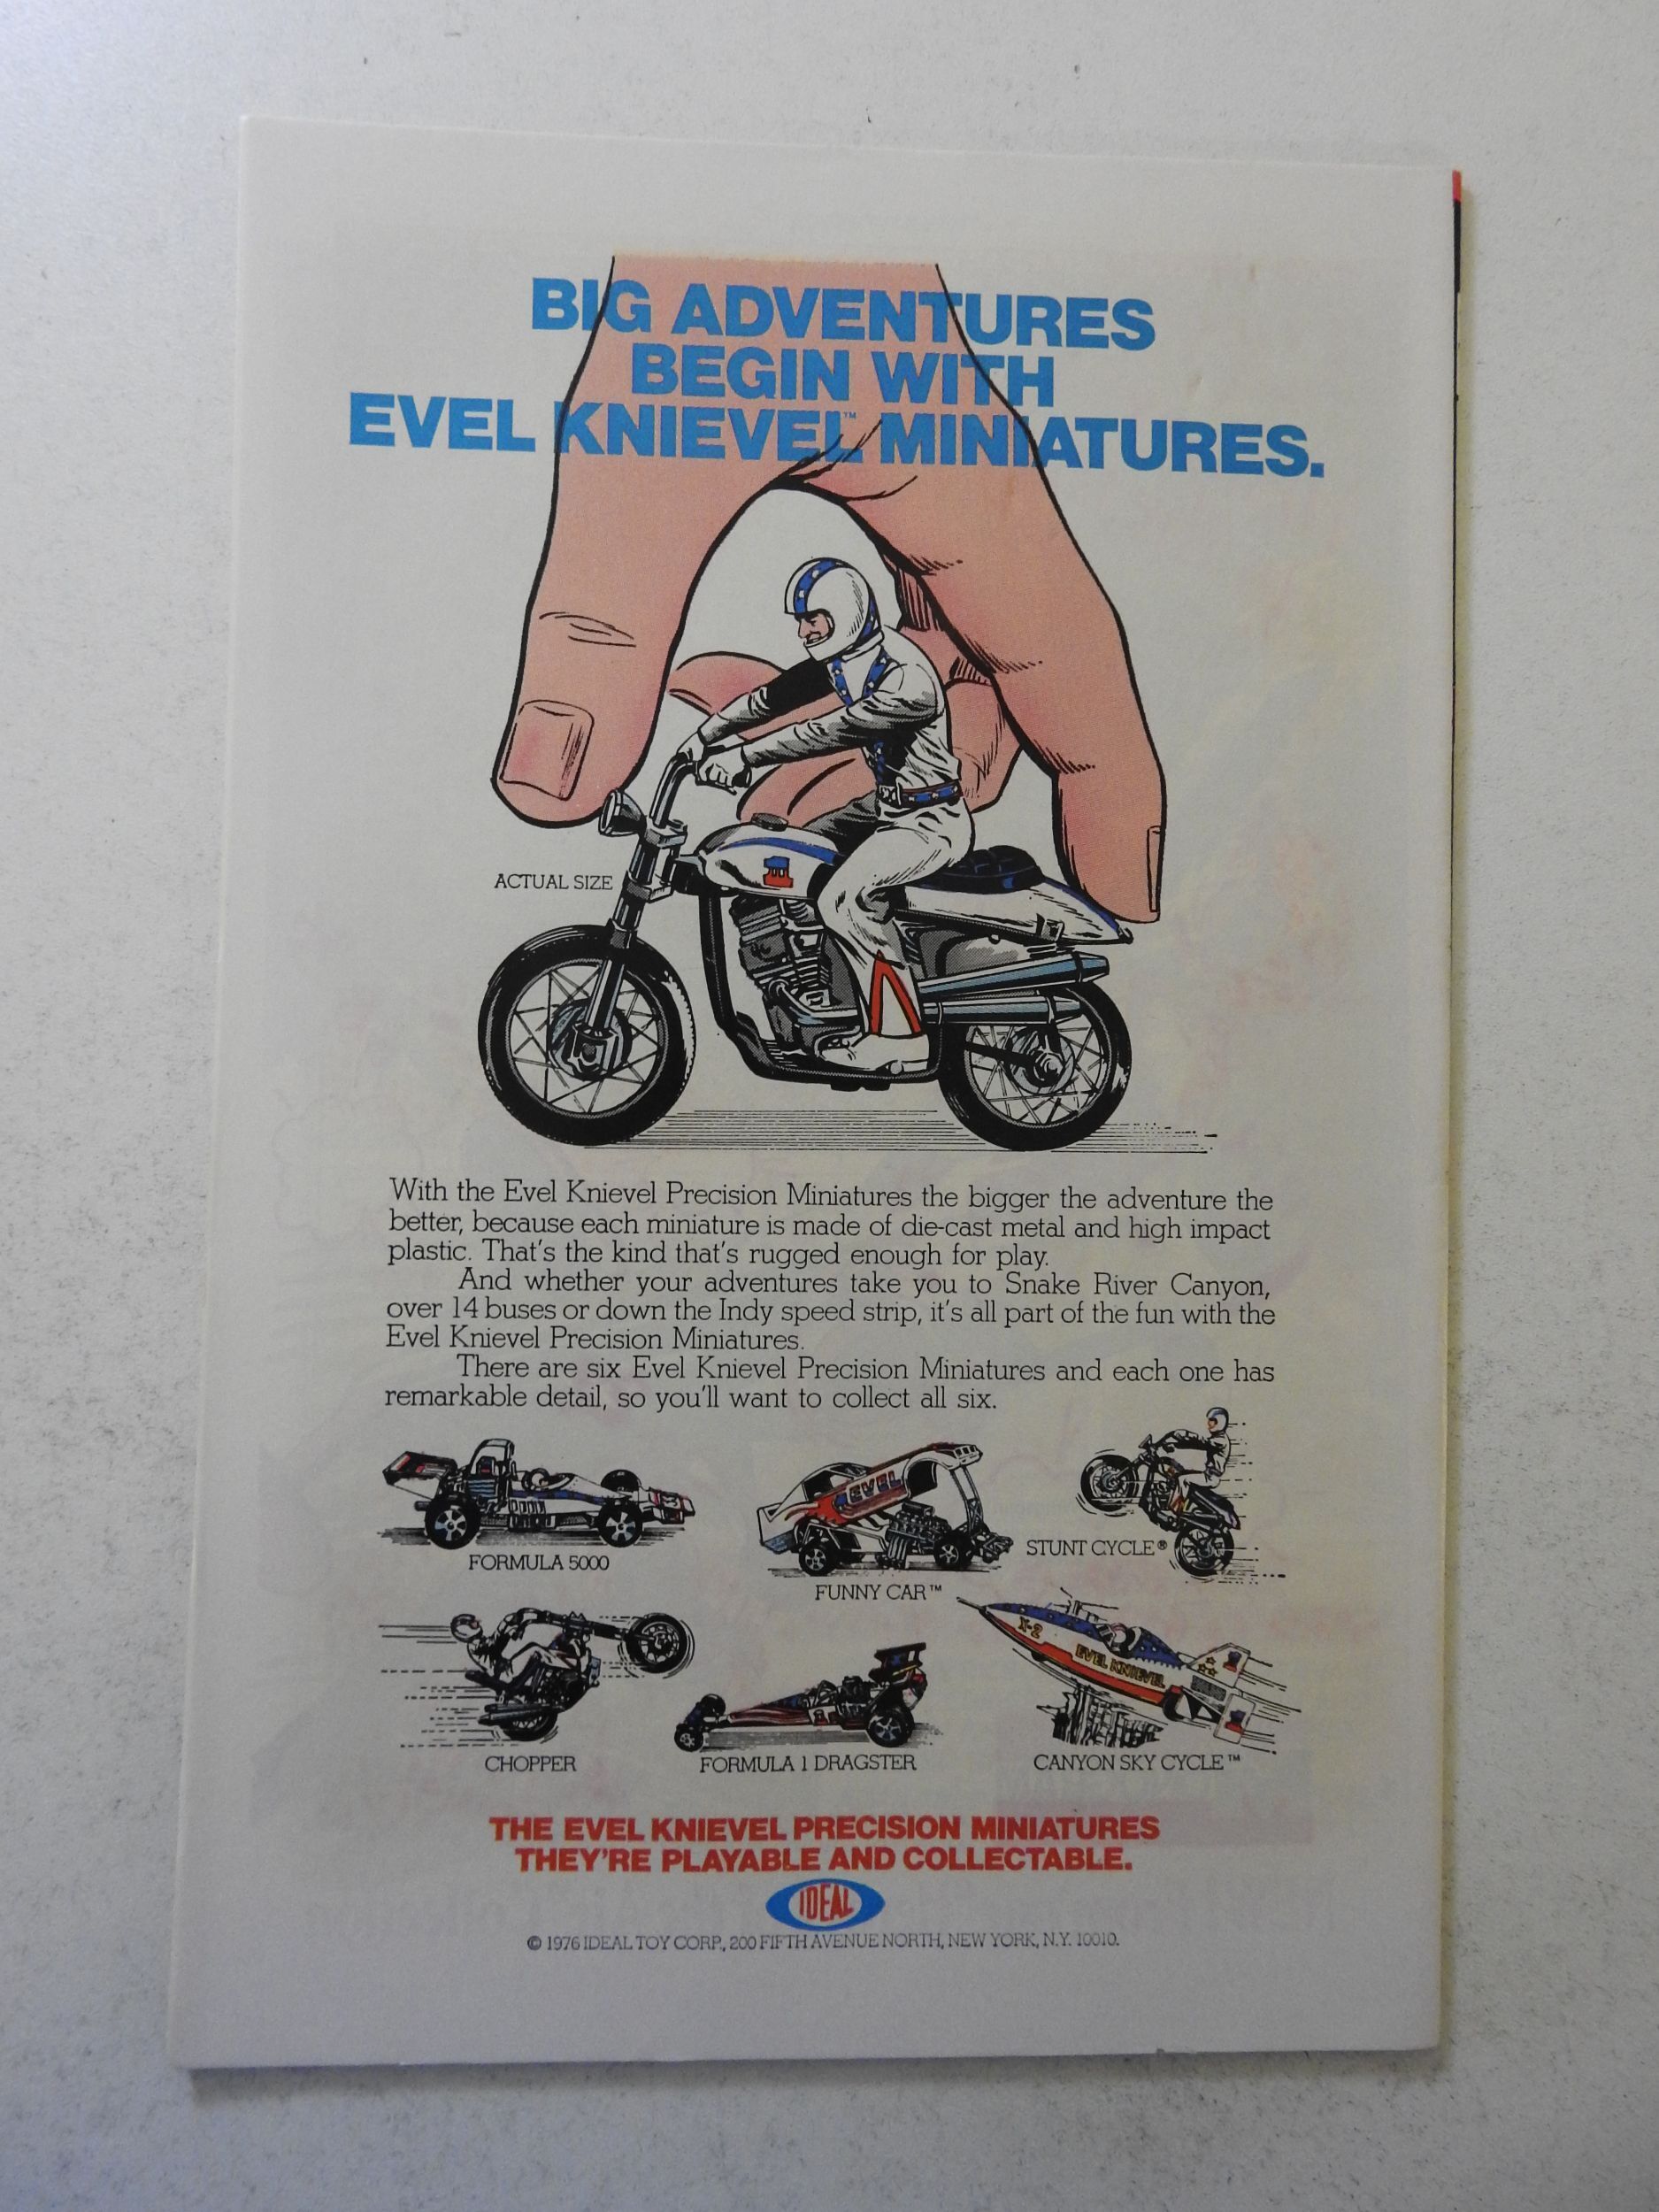 BIG ADVENTURES
BEGIN WITH
EVEL KNIEVEL™ MINIATURES.
ACTUAL SIZE
With the Evel Knievel Precision Miniatures the bigger the adventure the
better, because each miniature is made of die-cast metal and high impact
plastic. That's the kind that's rugged enough for play.
And whether your adventures take you to Snake River Canyon,
over 14 buses or down the Indy speed strip, it's all part of the fun with the
Evel Knievel Precision Miniatures.
There are six Evel Knievel Precision Miniatures and each one has
remarkable detail, so you'll want to collect all six.
EVEL
FORMULA 5000
FUNNY CAR™
STUNT CYCLE®
X-2
EVEL KNIEVEL
CHOPPER
FORMULA 1 DRAGSTER
CANYON SKY CYCLE™
THE EVEL KNIEVEL PRECISION MINIATURES
THEY'RE PLAYABLE AND COLLECTABLE.
IDEAL
© 1976 IDEAL TOY CORP., 200 FIFTH AVENUE NORTH, NEW YORK, N.Y. 10010.